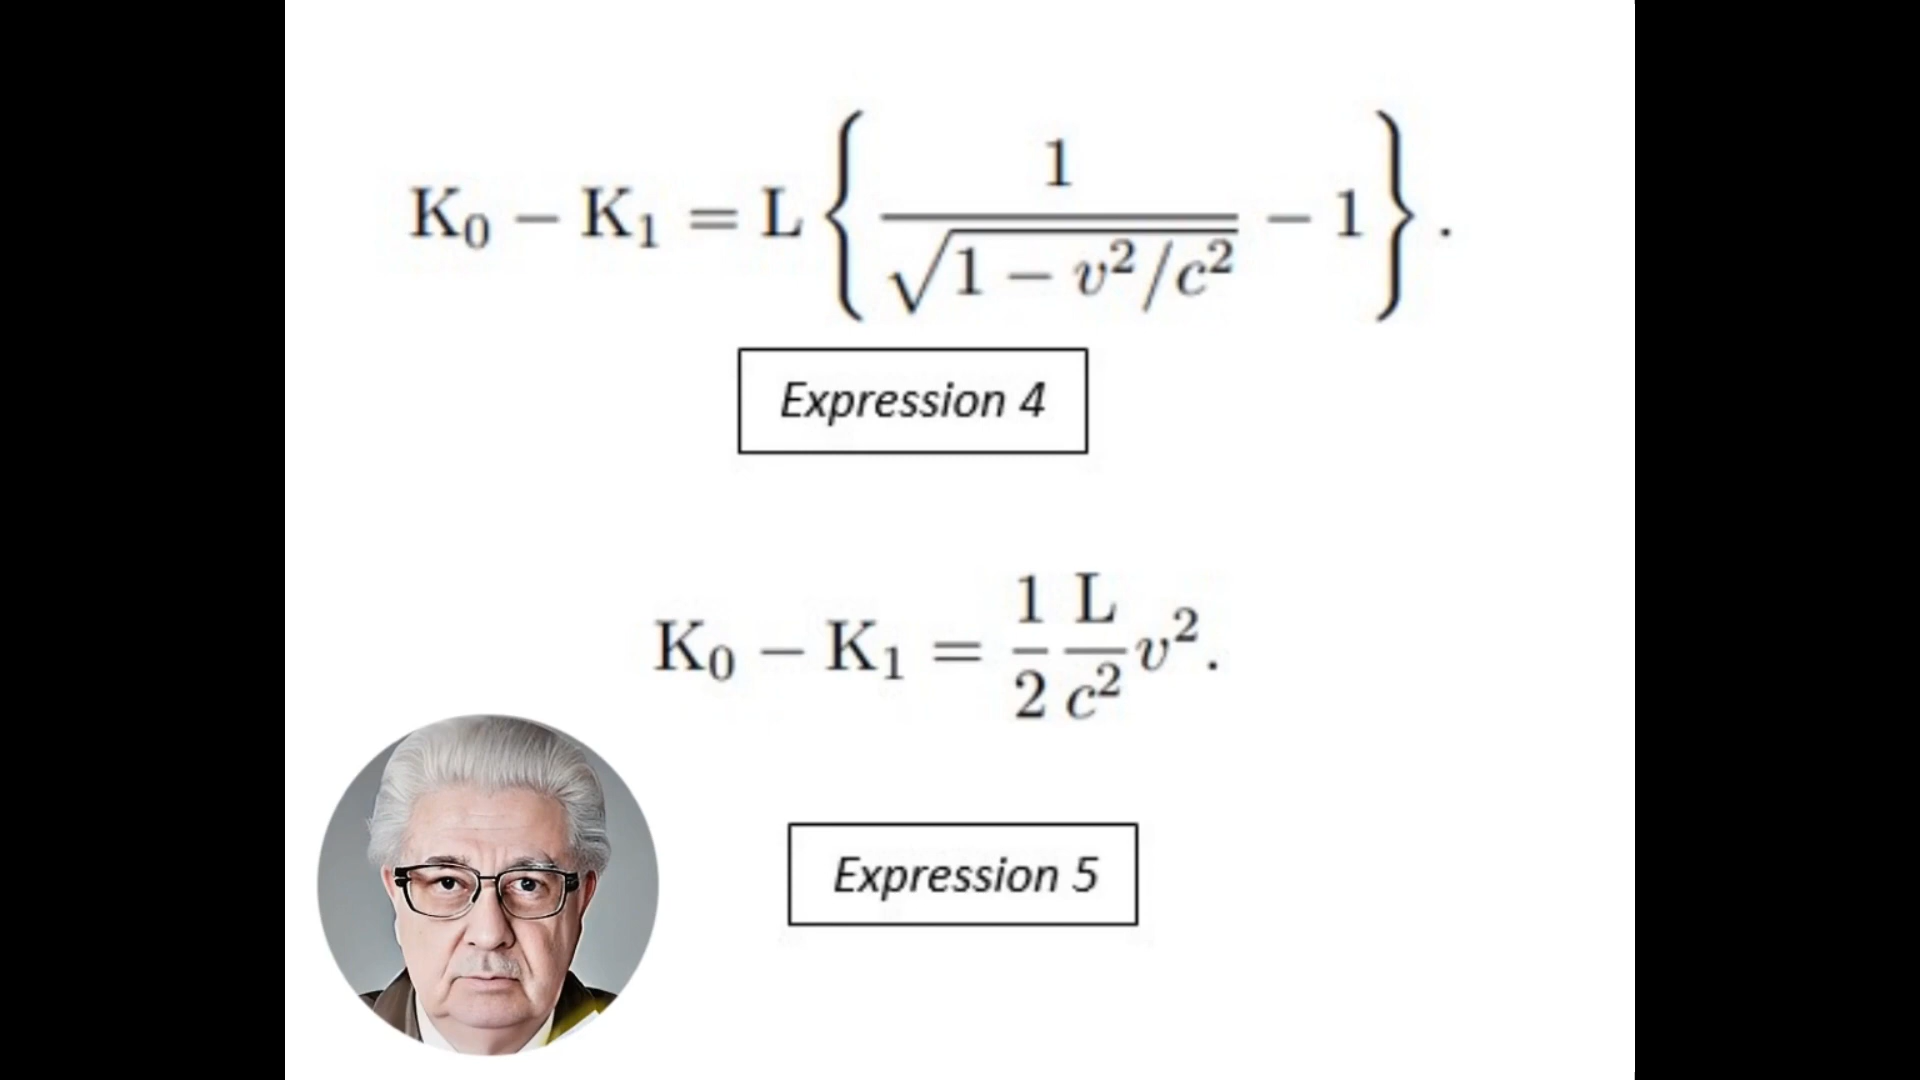 K₀ − K₁ = L { 1 / √(1 − v²/c²) − 1 } .
Expression 4
K₀ − K₁ = 1/2 L/c² v².
Expression 5